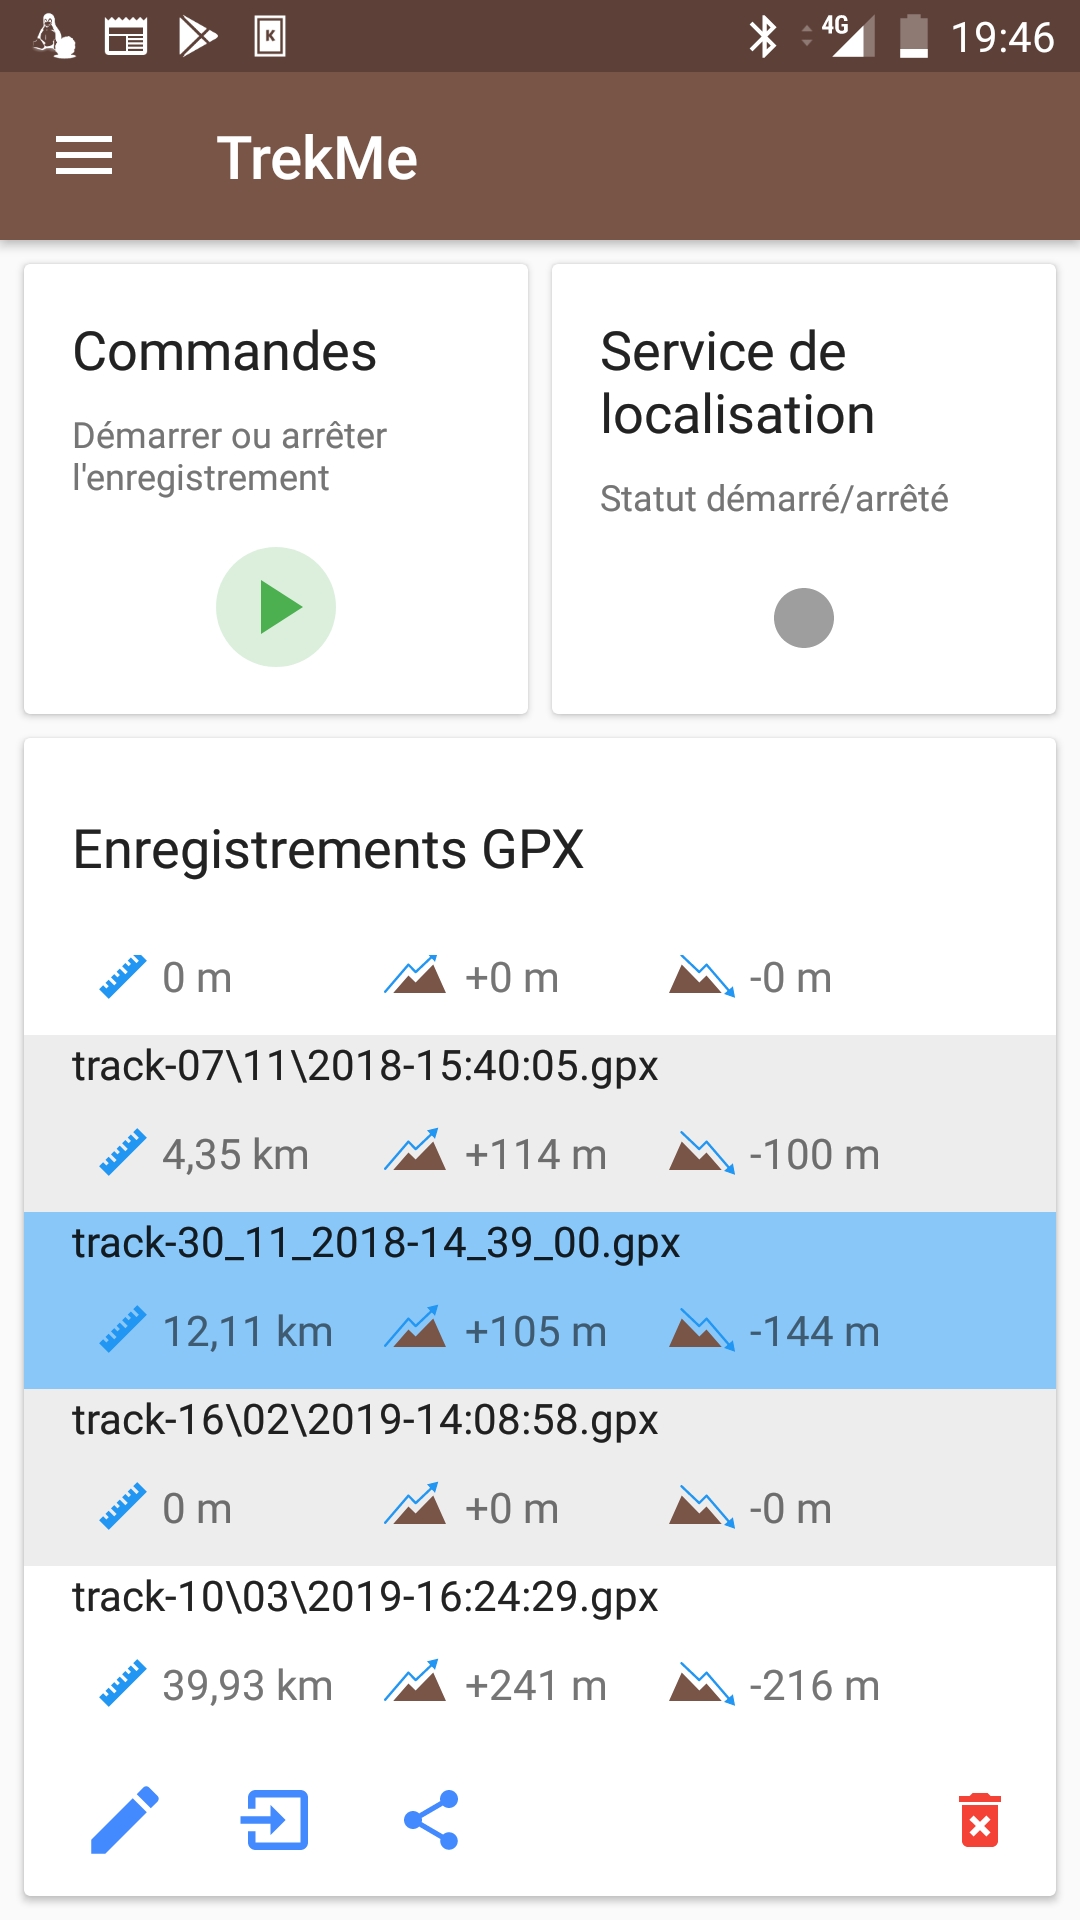 4G 19:46
TrekMe
Commandes
Démarrer ou arrêter
l'enregistrement
Service de
localisation
Statut démarré/arrêté
Enregistrements GPX
0 m +0 m -0 m
track-07\11\2018-15:40:05.gpx
4,35 km +114 m -100 m
track-30_11_2018-14_39_00.gpx
12,11 km +105 m -144 m
track-16\02\2019-14:08:58.gpx
0 m +0 m -0 m
track-10\03\2019-16:24:29.gpx
39,93 km +241 m -216 m